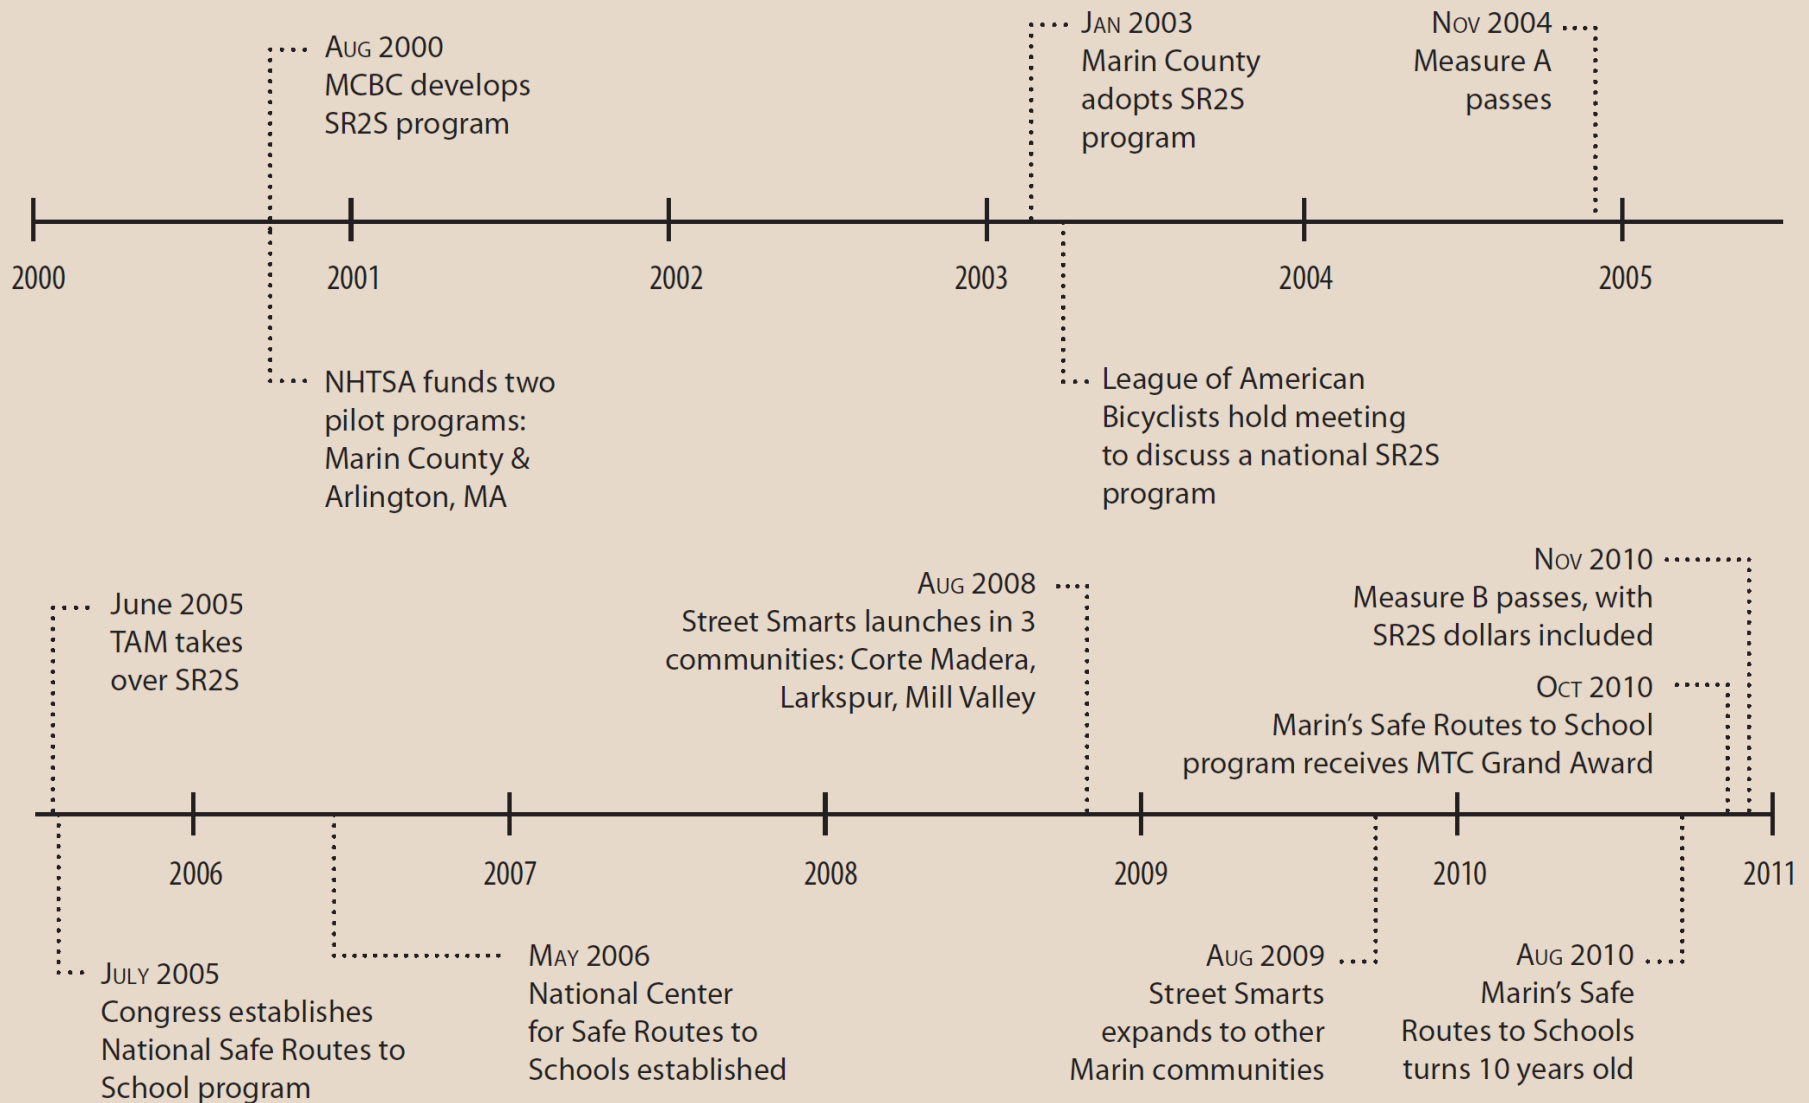 Aug 2000
MCBC develops
SR2S program
Jan 2003
Marin County
adopts SR2S
program
Nov 2004
Measure A
passes
2000
2001
2002
2003
2004
2005
NHTSA funds two
pilot programs:
Marin County &
Arlington, MA
League of American
Bicyclists hold meeting
to discuss a national SR2S
program
June 2005
TAM takes
over SR2S
Aug 2008
Street Smarts launches in 3
communities: Corte Madera,
Larkspur, Mill Valley
Nov 2010
Measure B passes, with
SR2S dollars included
Oct 2010
Marin’s Safe Routes to School
program receives MTC Grand Award
2006
2007
2008
2009
2010
2011
July 2005
Congress establishes
National Safe Routes to
School program
May 2006
National Center
for Safe Routes to
Schools established
Aug 2009
Street Smarts
expands to other
Marin communities
Aug 2010
Marin’s Safe
Routes to Schools
turns 10 years old